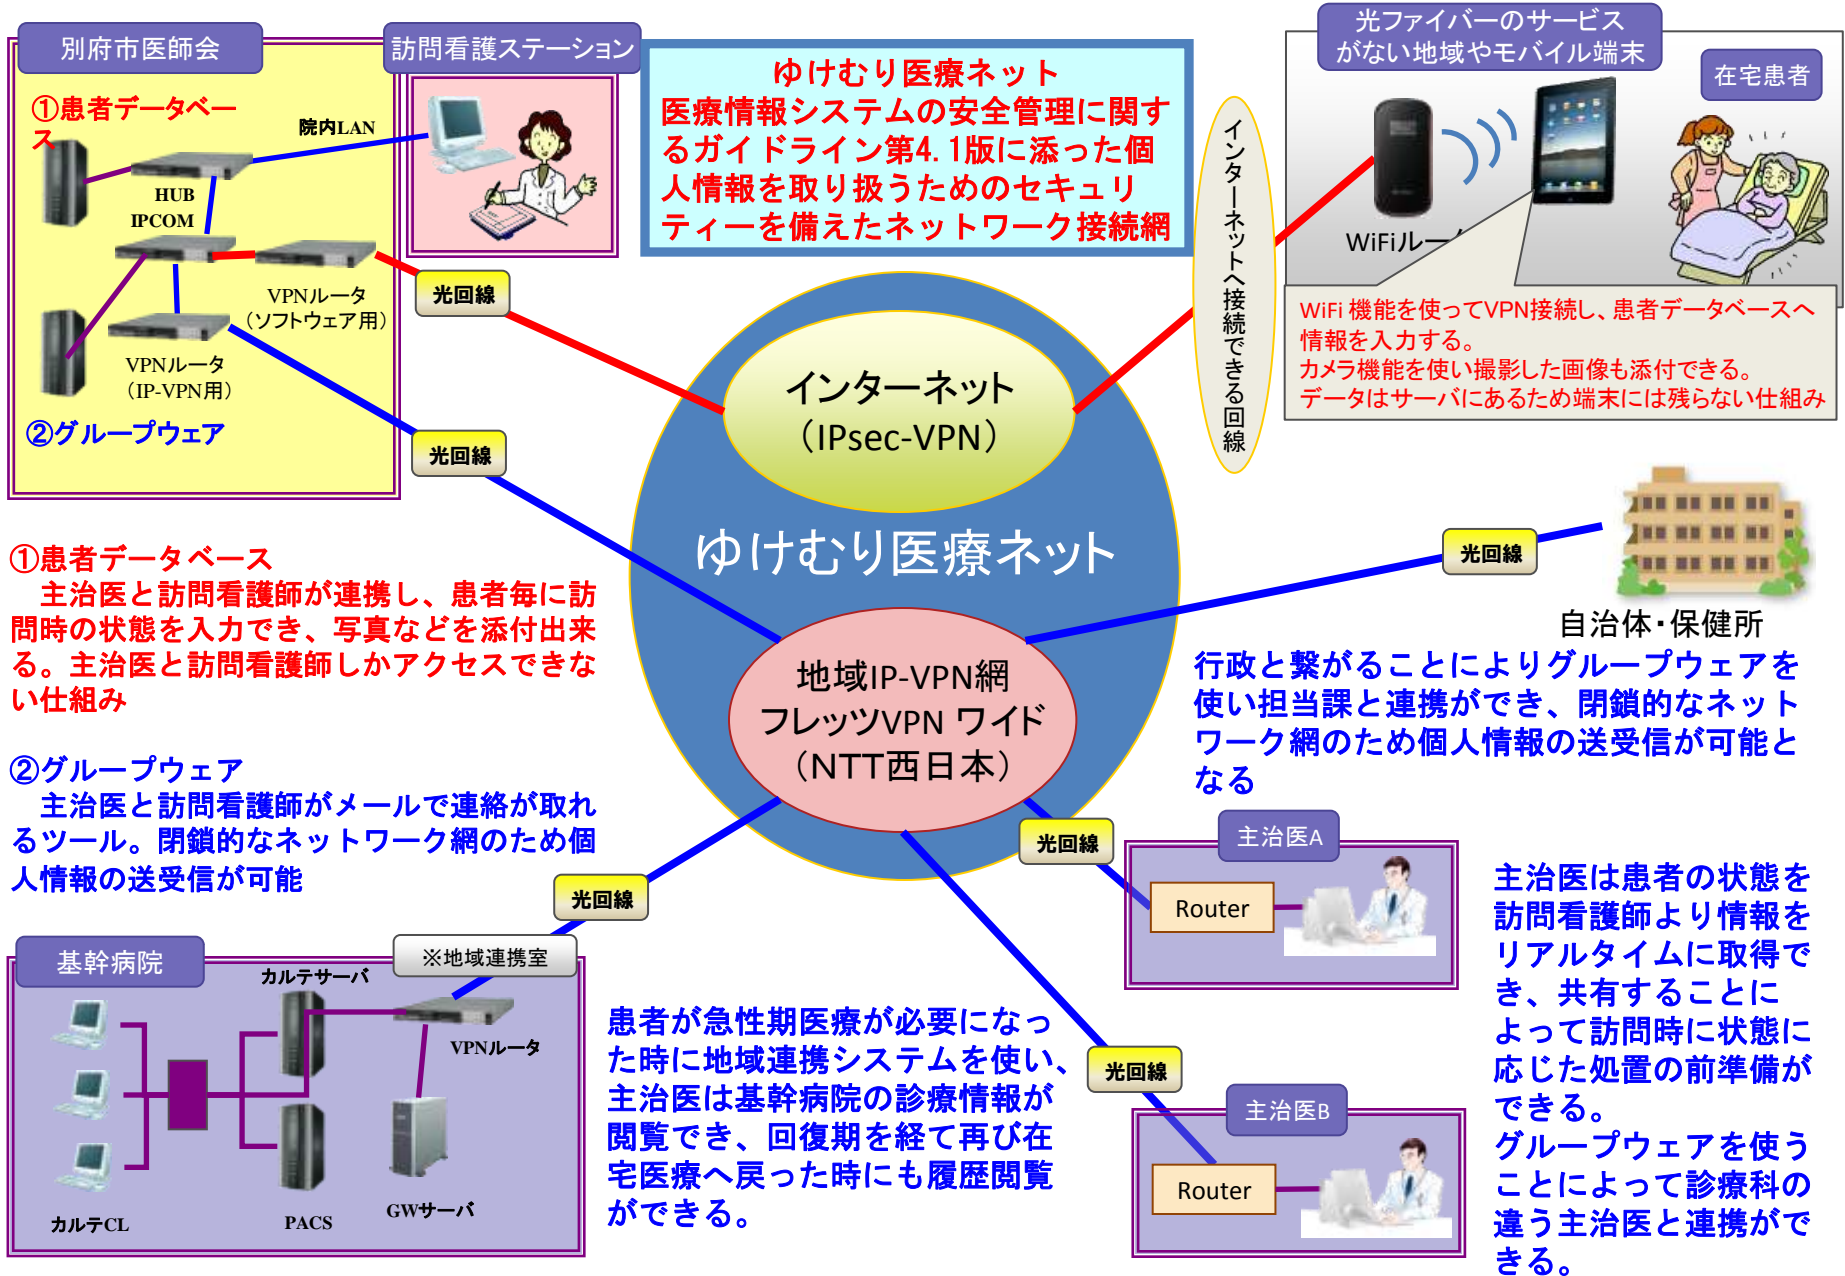 別府市医師会
①患者データベー
ス
院内LAN
HUB
IPCOM
VPNルータ
（ソフトウェア用）
VPNルータ
（IP-VPN用）
②グループウェア
訪問看護ステーション
ゆけむり医療ネット
医療情報システムの安全管理に関す
るガイドライン第4.1版に添った個
人情報を取り扱うためのセキュリ
ティーを備えたネットワーク接続網
光ファイバーのサービス
がない地域やモバイル端末
在宅患者
WiFiルー
インターネットへ接続できる回線
WiFi 機能を使ってVPN接続し、患者データベースへ
情報を入力する。
カメラ機能を使い撮影した画像も添付できる。
データはサーバにあるため端末には残らない仕組み
光回線
光回線
インターネット
（IPsec-VPN）
ゆけむり医療ネット
地域IP-VPN網
フレッツVPN ワイド
（NTT西日本）
光回線
自治体・保健所
行政と繋がることによりグループウェアを
使い担当課と連携ができ、閉鎖的なネット
ワーク網のため個人情報の送受信が可能と
なる
①患者データベース
主治医と訪問看護師が連携し、患者毎に訪
問時の状態を入力でき、写真などを添付出来
る。主治医と訪問看護師しかアクセスできな
い仕組み
②グループウェア
主治医と訪問看護師がメールで連絡が取れ
るツール。閉鎖的なネットワーク網のため個
人情報の送受信が可能
光回線
基幹病院
※地域連携室
カルテサーバ
VPNルータ
カルテCL
PACS
GWサーバ
患者が急性期医療が必要になっ
た時に地域連携システムを使い、
主治医は基幹病院の診療情報が
閲覧でき、回復期を経て再び在
宅医療へ戻った時にも履歴閲覧
ができる。
光回線
主治医A
Router
光回線
主治医B
Router
主治医は患者の状態を
訪問看護師より情報を
リアルタイムに取得で
き、共有することに
よって訪問時に状態に
応じた処置の前準備が
できる。
グループウェアを使う
ことによって診療科の
違う主治医と連携がで
きる。